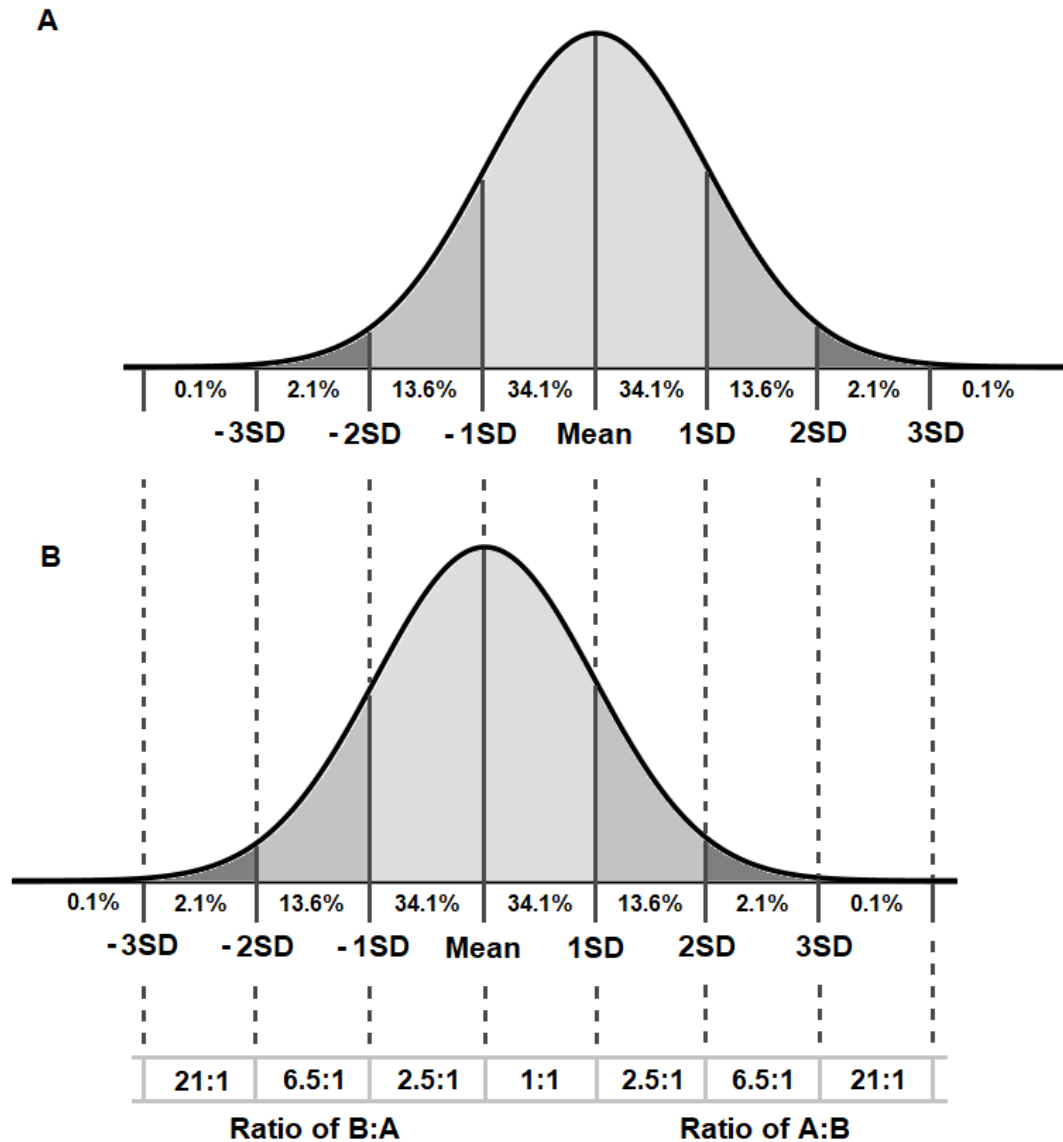 A
0.1% 2.1% 13.6% 34.1% 34.1% 13.6% 2.1% 0.1%
-3SD -2SD -1SD Mean 1SD 2SD 3SD
B
0.1% 2.1% 13.6% 34.1% 34.1% 13.6% 2.1% 0.1%
-3SD -2SD -1SD Mean 1SD 2SD 3SD
21:1 6.5:1 2.5:1 1:1 2.5:1 6.5:1 21:1
Ratio of B:A Ratio of A:B